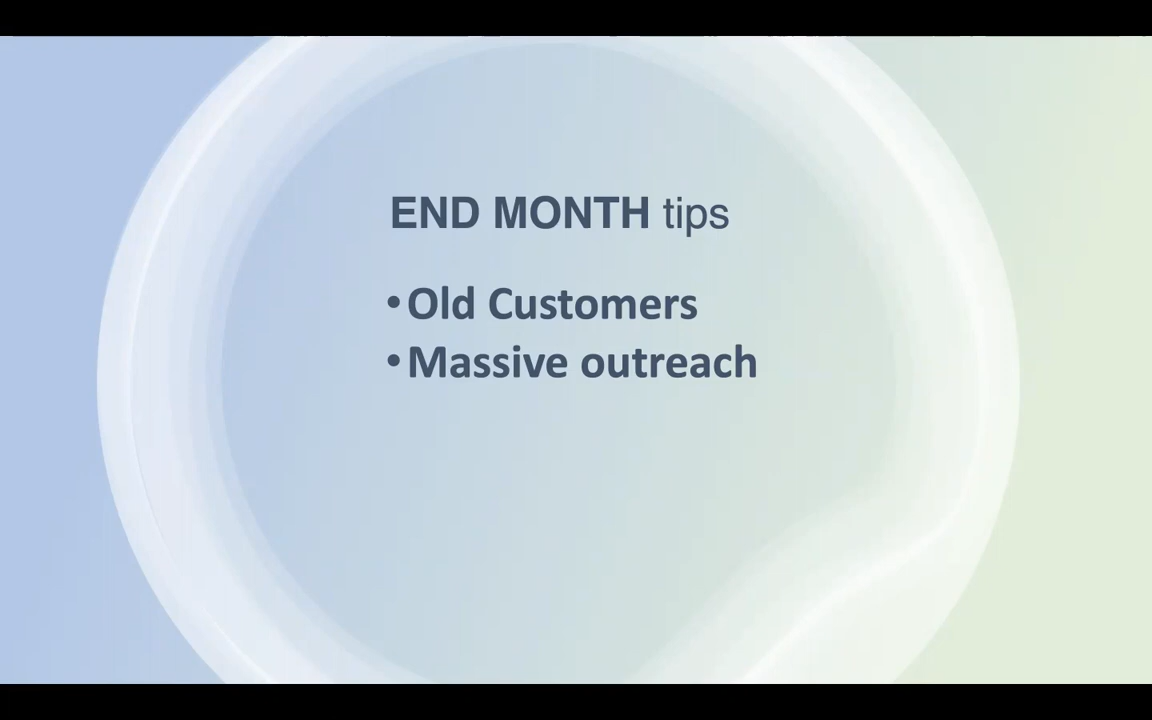 END MONTH tips
•Old Customers
•Massive outreach